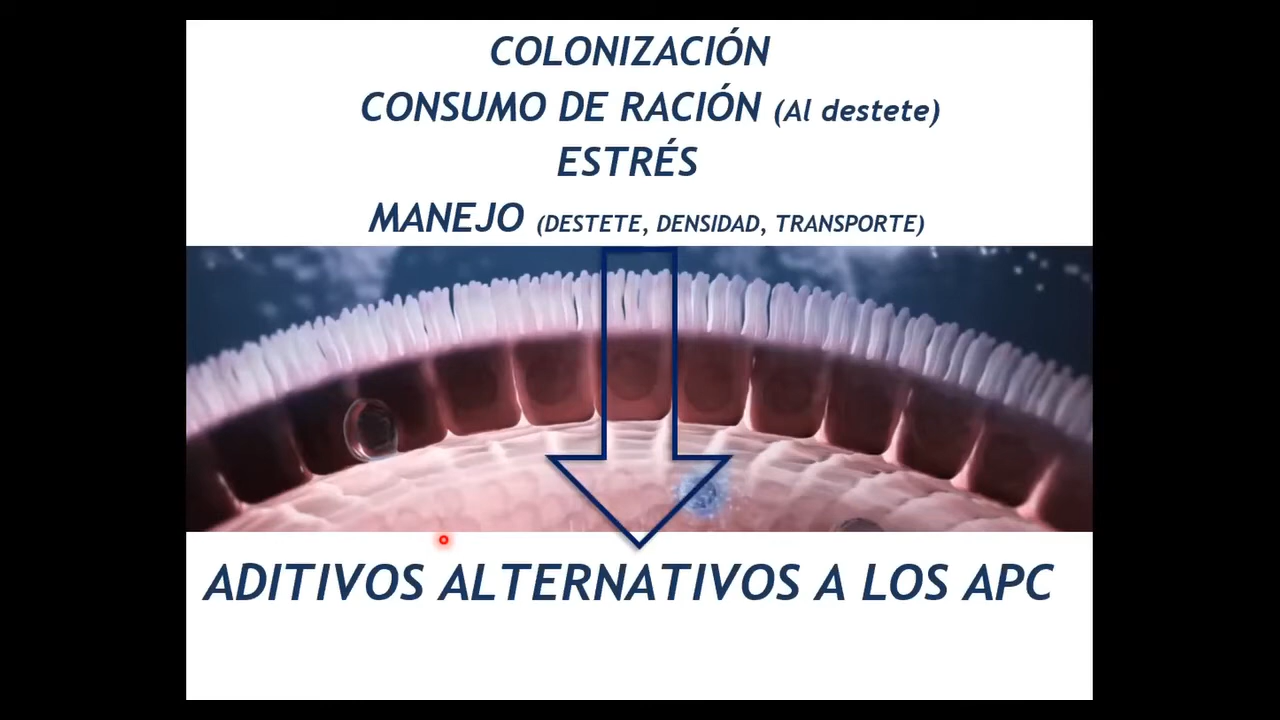 COLONIZACIÓN
CONSUMO DE RACIÓN (Al destete)
ESTRÉS
MANEJO (DESTETE, DENSIDAD, TRANSPORTE)
ADITIVOS ALTERNATIVOS A LOS APC